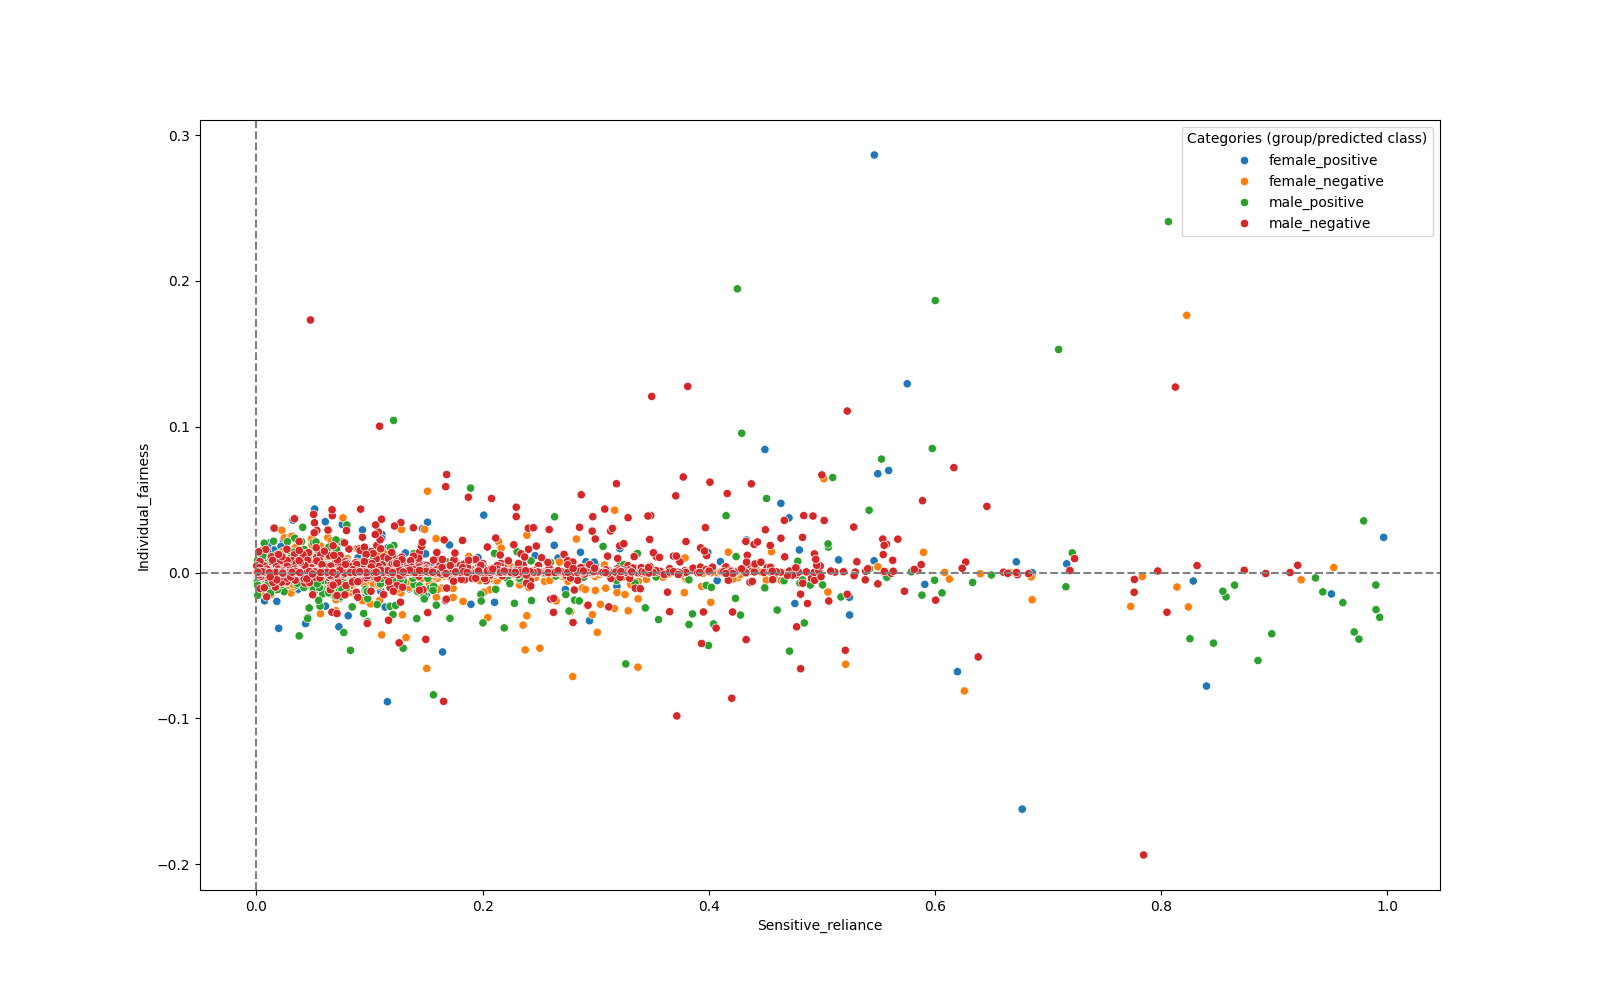 Categories (group/predicted class)
female_positive
female_negative
male_positive
male_negative
0.3
0.2
0.1
0.0
−0.1
−0.2
Individual_fairness
0.0 0.2 0.4 0.6 0.8 1.0
Sensitive_reliance